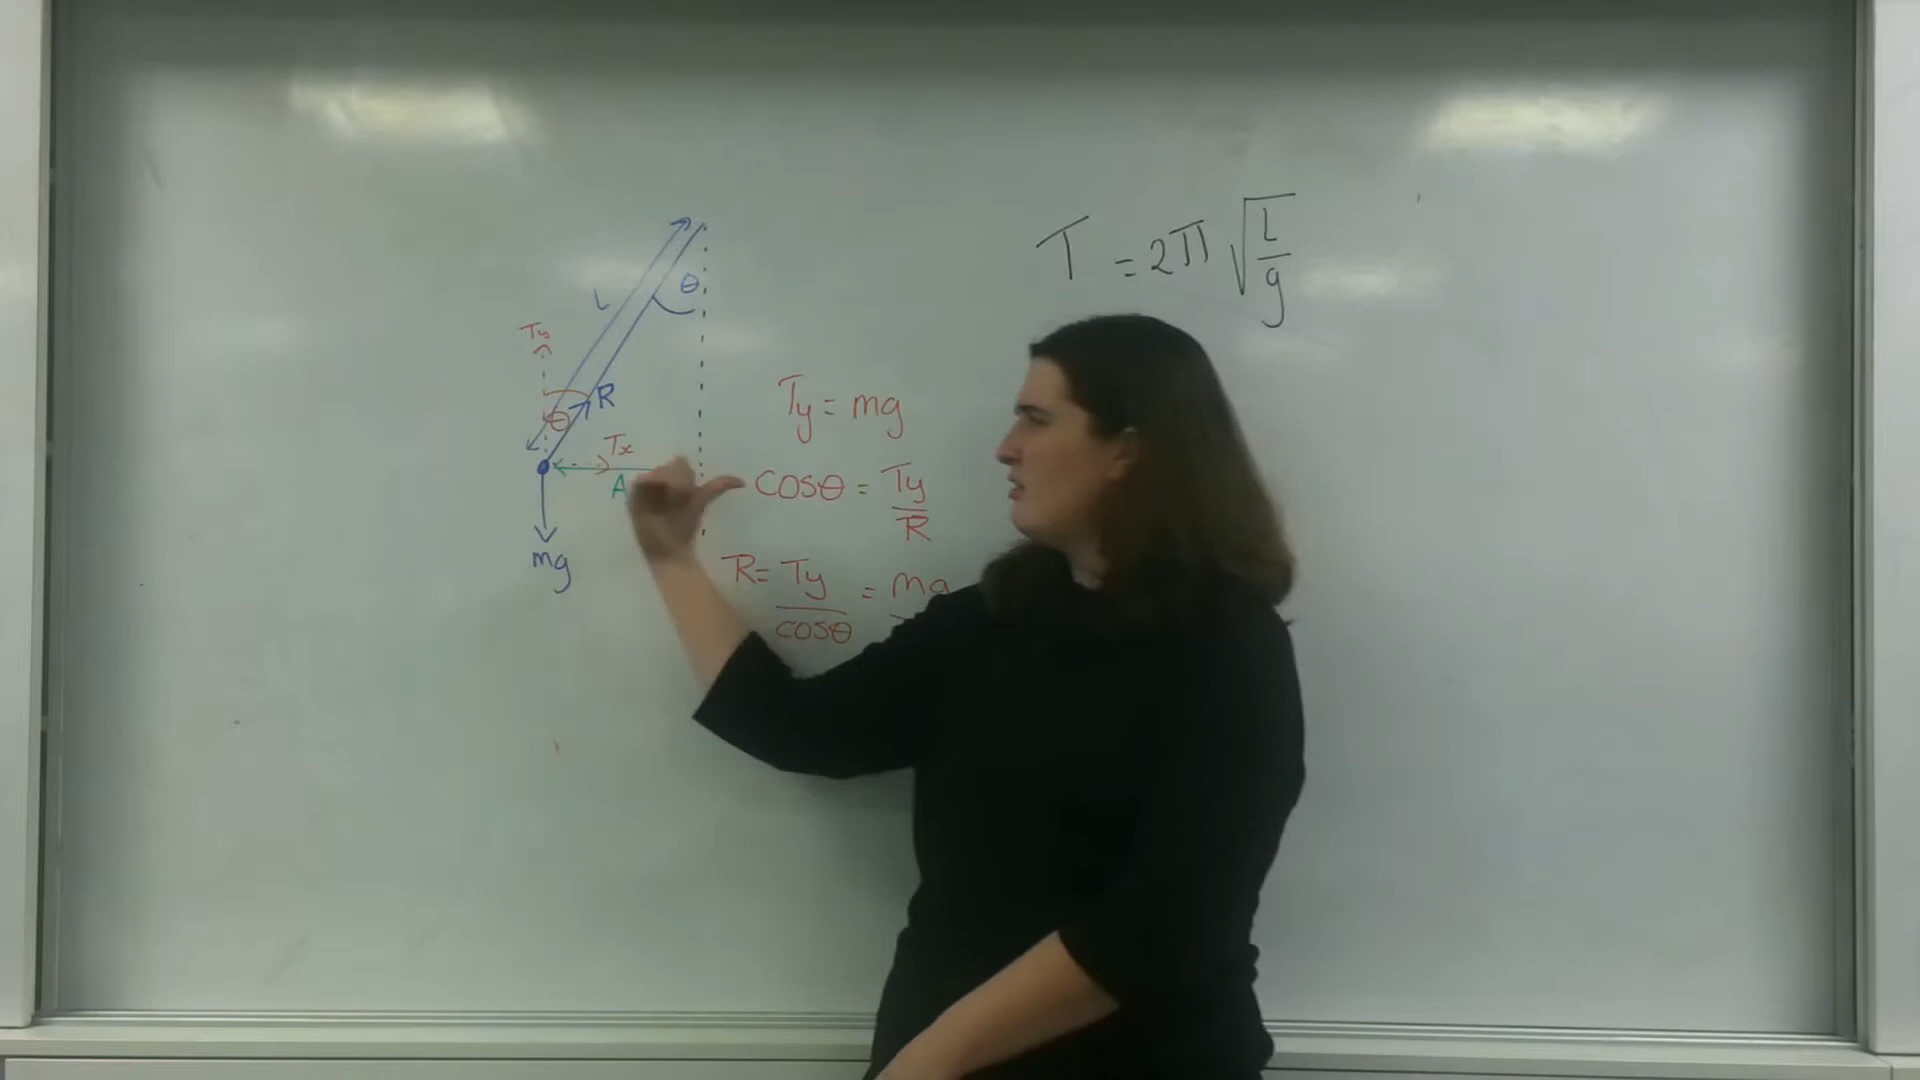 T = 2π √(L/g)
θ
L
Ty
R
θ
Tx
A
mg
Ty = mg
cosθ = Ty/R
R = Ty/cosθ = mg